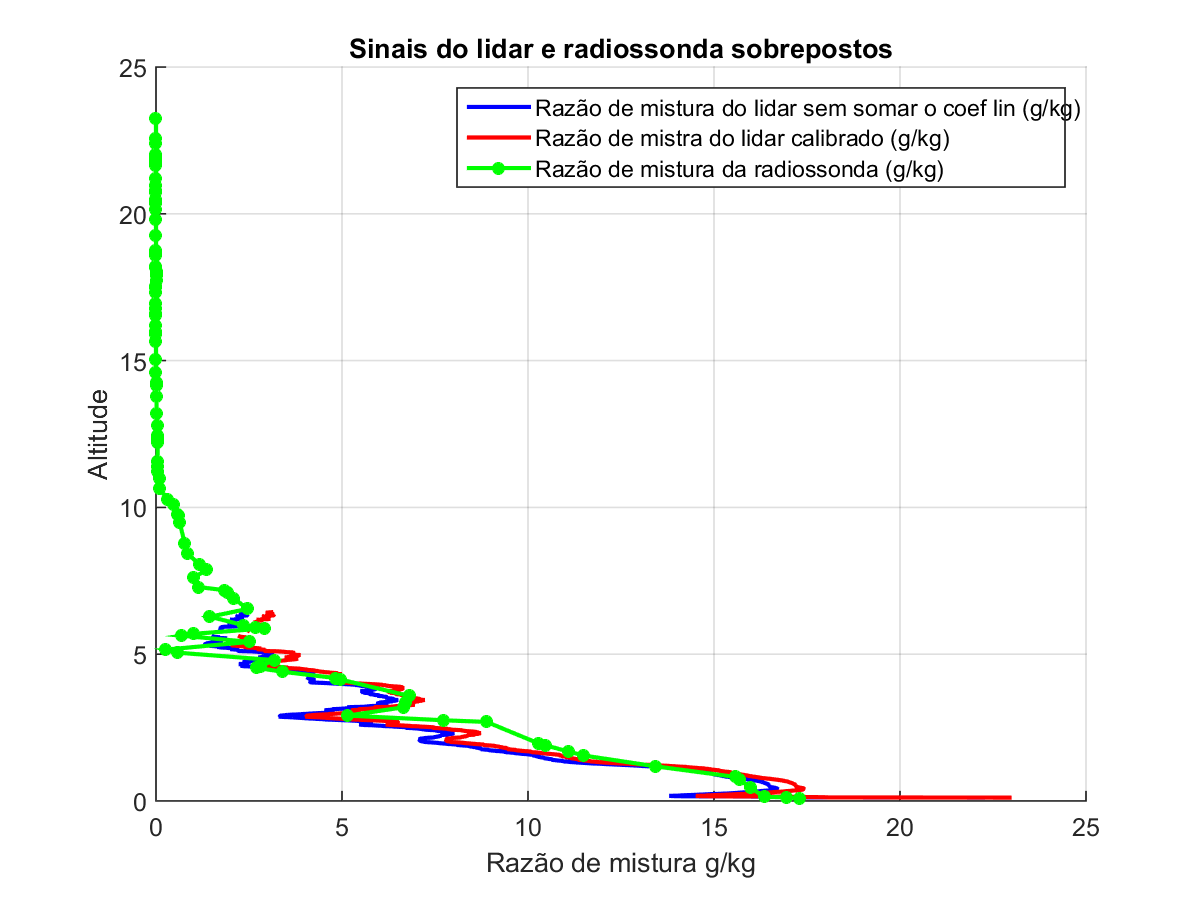 Sinais do lidar e radiossonda sobrepostos
25
20
15
10
5
0
Altitude
Razão de mistura do lidar sem somar o coef lin (g/kg)
Razão de mistra do lidar calibrado (g/kg)
Razão de mistura da radiossonda (g/kg)
0 5 10 15 20 25
Razão de mistura g/kg